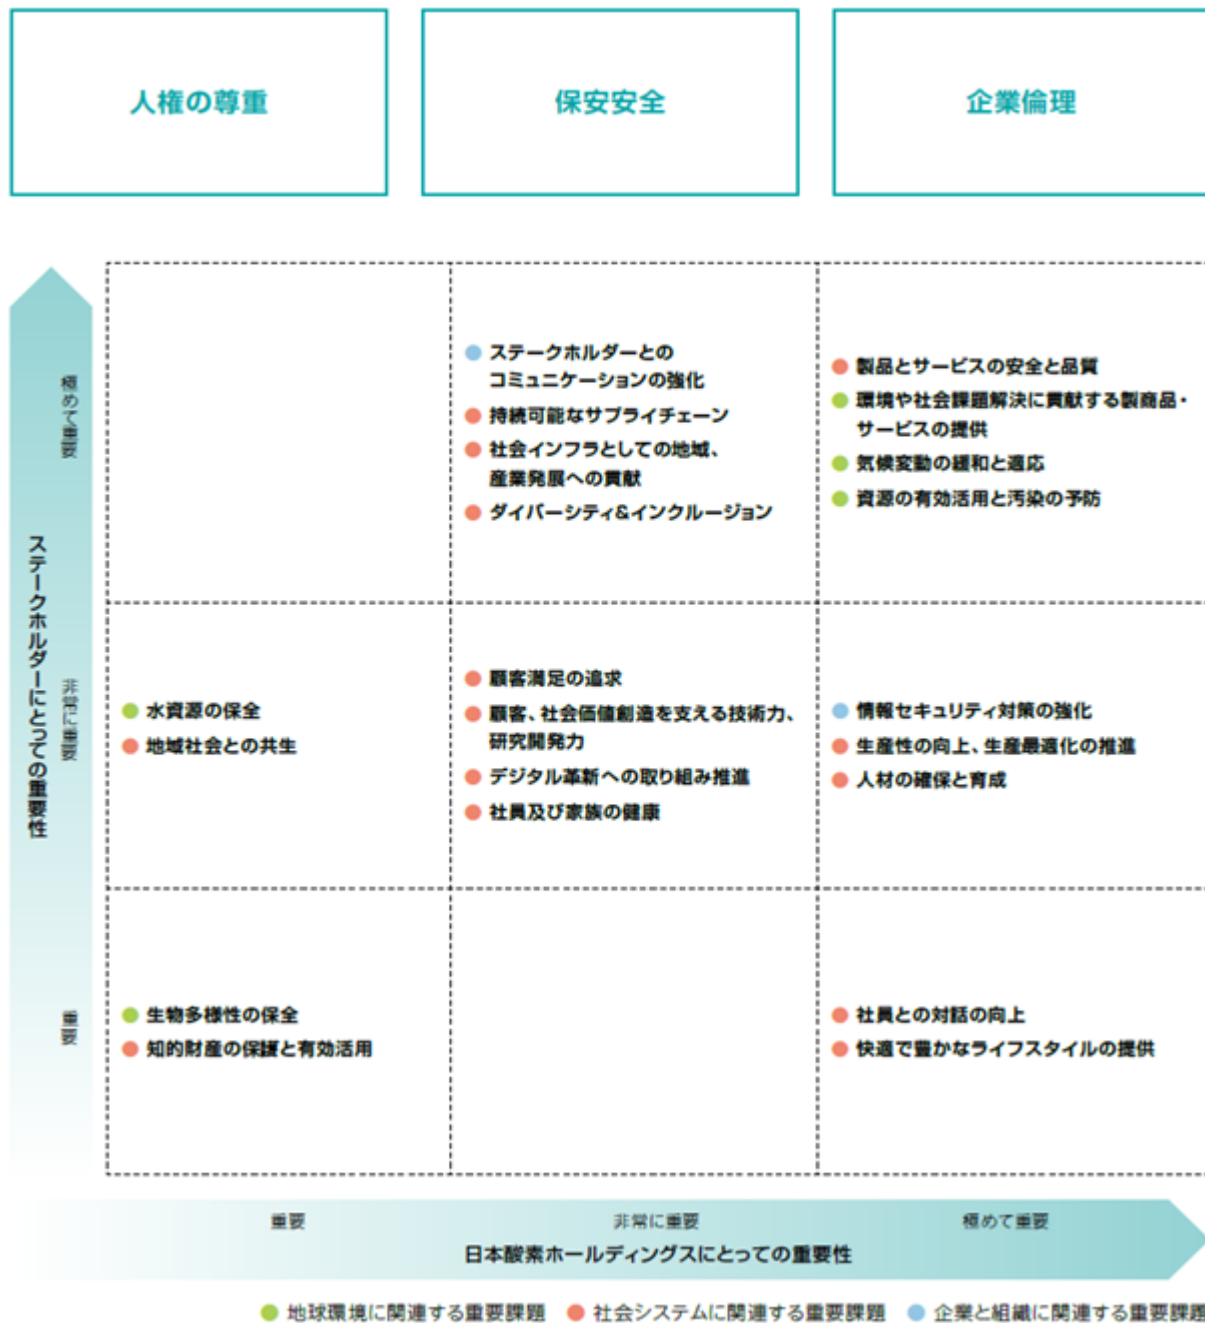 人権の尊重
保安安全
企業倫理
極めて重要
ステークホルダーとの
コミュニケーションの強化
持続可能なサプライチェーン
社会インフラとしての地域、
産業発展への貢献
ダイバーシティ&インクルージョン
製品とサービスの安全と品質
環境や社会課題解決に貢献する製商品・
サービスの提供
気候変動の緩和と適応
資源の有効活用と汚染の予防
ステークホルダーにとっての重要性
非常に重要
水資源の保全
地域社会との共生
顧客満足の追求
顧客、社会価値創造を支える技術力、
研究開発力
デジタル革新への取り組み推進
社員及び家族の健康
情報セキュリティ対策の強化
生産性の向上、生産最適化の推進
人材の確保と育成
重要
生物多様性の保全
知的財産の保護と有効活用
社員との対話の向上
快適で豊かなライフスタイルの提供
重要
非常に重要
極めて重要
日本酸素ホールディングスにとっての重要性
地球環境に関連する重要課題
社会システムに関連する重要課題
企業と組織に関連する重要課題